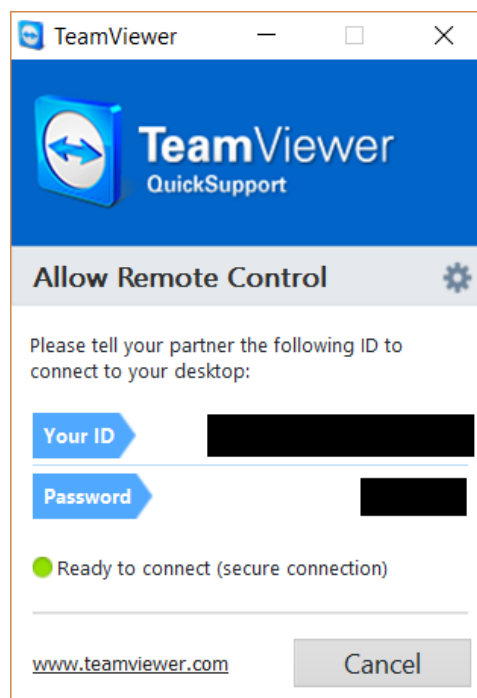 TeamViewer
TeamViewer
QuickSupport
Allow Remote Control
Please tell your partner the following ID to
connect to your desktop:
Your ID
Password
Ready to connect (secure connection)
www.teamviewer.com
Cancel